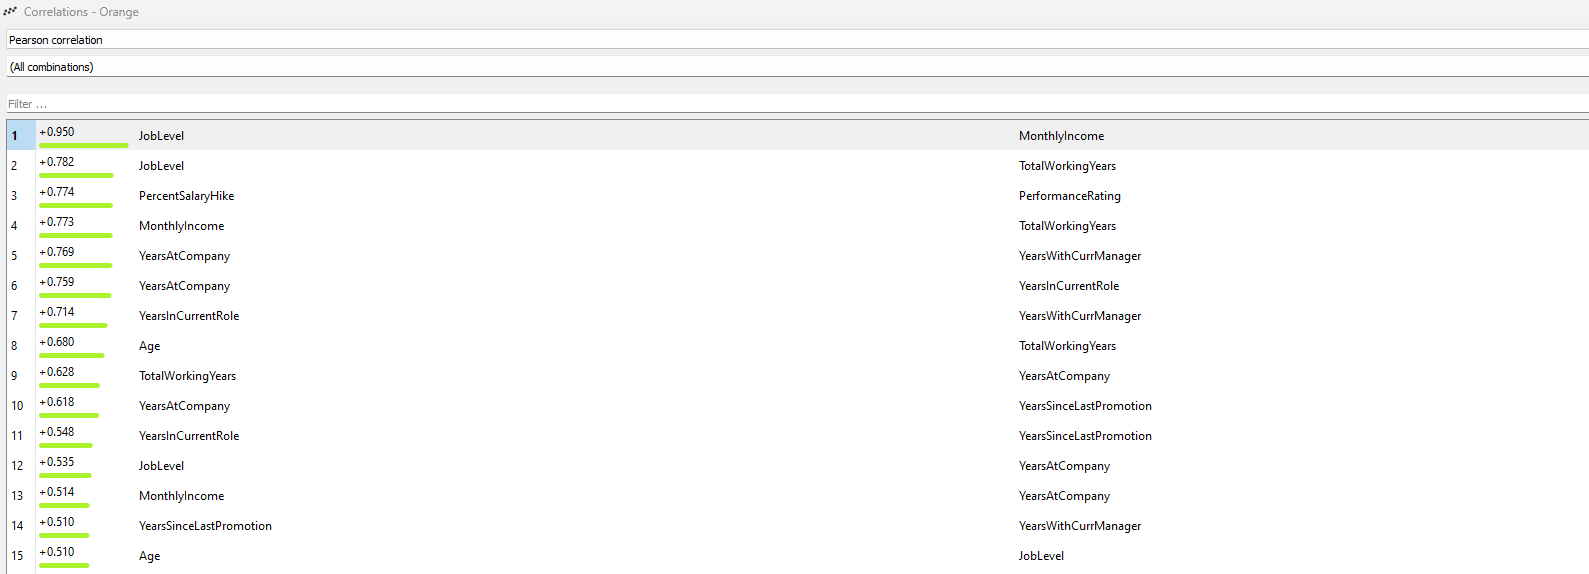 Correlations - Orange
Pearson correlation
(All combinations)
Filter ...
1 +0.950 JobLevel MonthlyIncome
2 +0.782 JobLevel TotalWorkingYears
3 +0.774 PercentSalaryHike PerformanceRating
4 +0.773 MonthlyIncome TotalWorkingYears
5 +0.769 YearsAtCompany YearsWithCurrManager
6 +0.759 YearsAtCompany YearsInCurrentRole
7 +0.714 YearsInCurrentRole YearsWithCurrManager
8 +0.680 Age TotalWorkingYears
9 +0.628 TotalWorkingYears YearsAtCompany
10 +0.618 YearsAtCompany YearsSinceLastPromotion
11 +0.548 YearsInCurrentRole YearsSinceLastPromotion
12 +0.535 JobLevel YearsAtCompany
13 +0.514 MonthlyIncome YearsAtCompany
14 +0.510 YearsSinceLastPromotion YearsWithCurrManager
15 +0.510 Age JobLevel